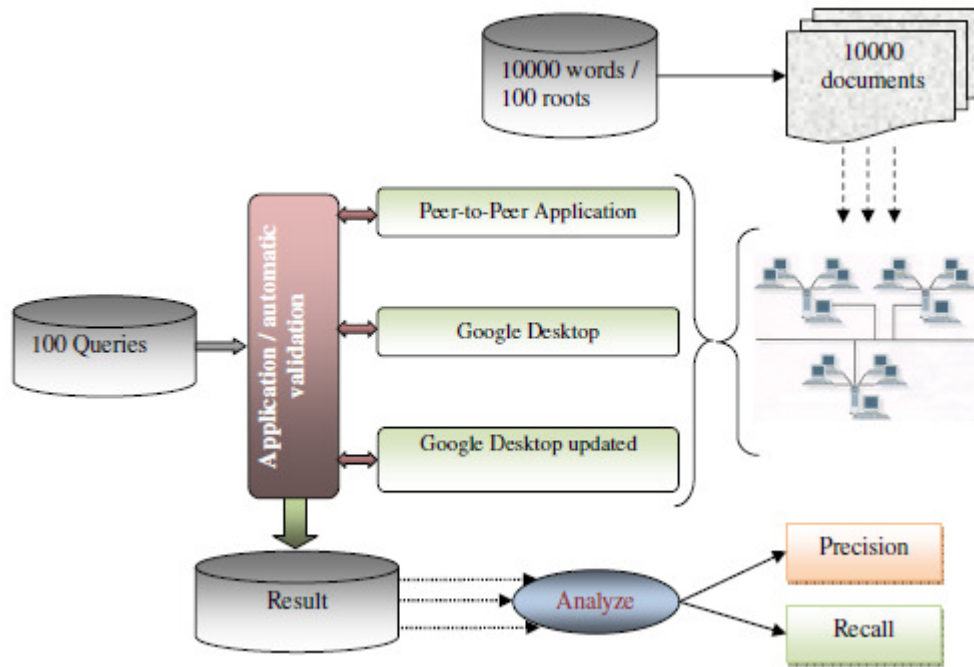 10000 words /
100 roots
10000
documents
Peer-to-Peer Application
Application / automatic
validation
100 Queries
Google Desktop
Google Desktop updated
Result
Analyze
Precision
Recall